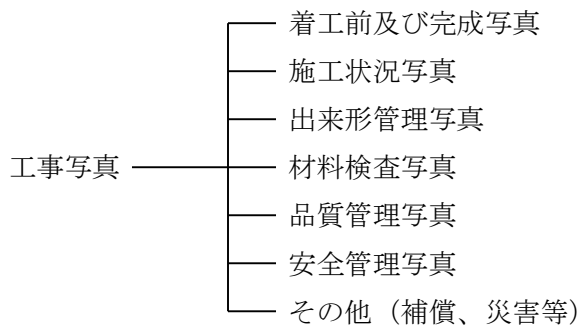 着工前及び完成写真
施工状況写真
出来形管理写真
工事写真
材料検査写真
品質管理写真
安全管理写真
その他（補償、災害等）